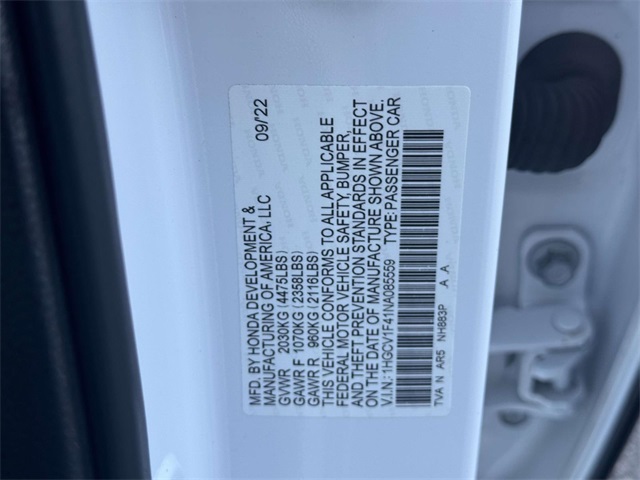 MFD. BY HONDA DEVELOPMENT & 09/22
MANUFACTURING OF AMERICA, LLC
GVWR 2030KG (4475LBS)
GAWR F 1070KG (2358LBS)
GAWR R 960KG (2116LBS)
THIS VEHICLE CONFORMS TO ALL APPLICABLE
FEDERAL MOTOR VEHICLE SAFETY, BUMPER,
AND THEFT PREVENTION STANDARDS IN EFFECT
ON THE DATE OF MANUFACTURE SHOWN ABOVE.
V.I.N.:1HGCV1F41NA085559 TYPE:PASSENGER CAR
TVA N AR5 NH883P A A